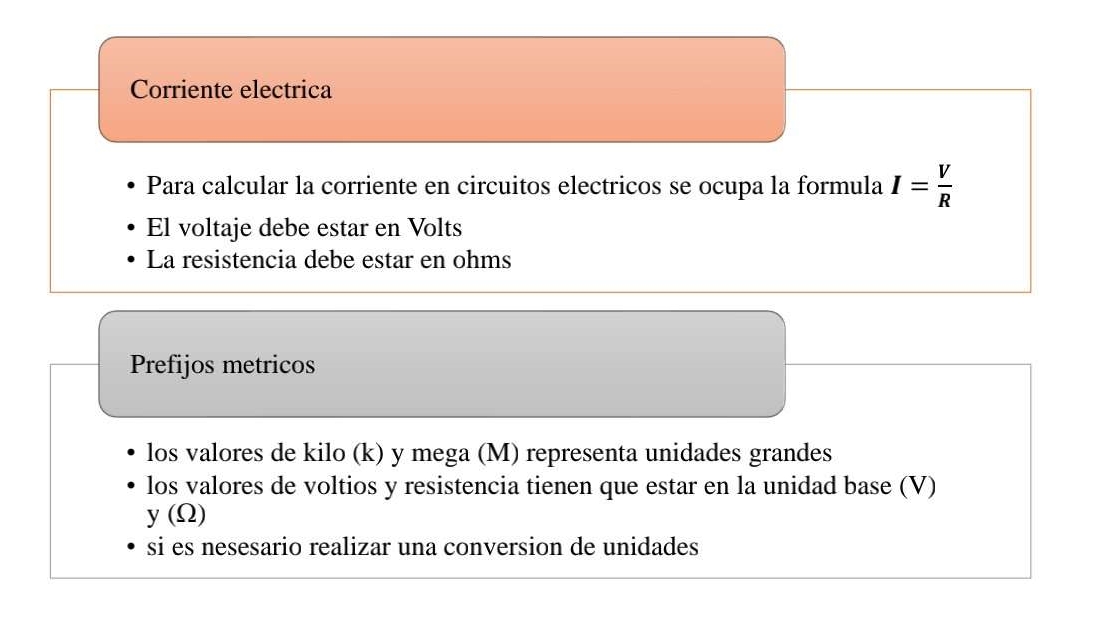 Corriente electrica
• Para calcular la corriente en circuitos electricos se ocupa la formula I = V/R
• El voltaje debe estar en Volts
• La resistencia debe estar en ohms
Prefijos metricos
• los valores de kilo (k) y mega (M) representa unidades grandes
• los valores de voltios y resistencia tienen que estar en la unidad base (V)
y (Ω)
• si es nesesario realizar una conversion de unidades